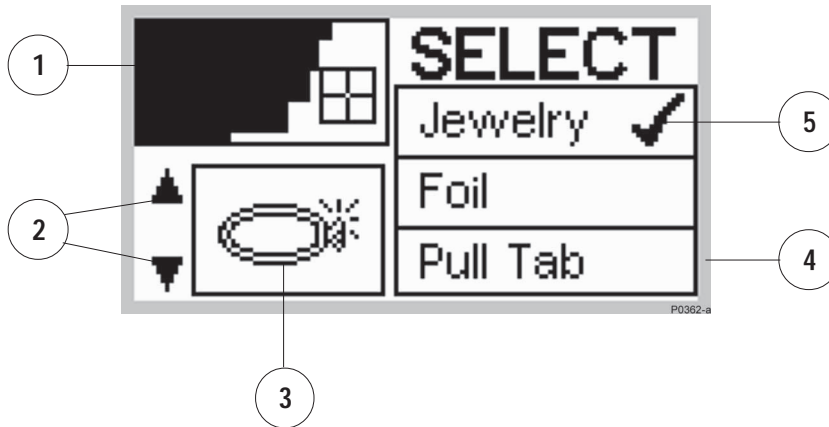 SELECT
1
Jewelry
5
2
Foil
Pull Tab
4
P0362-a
3